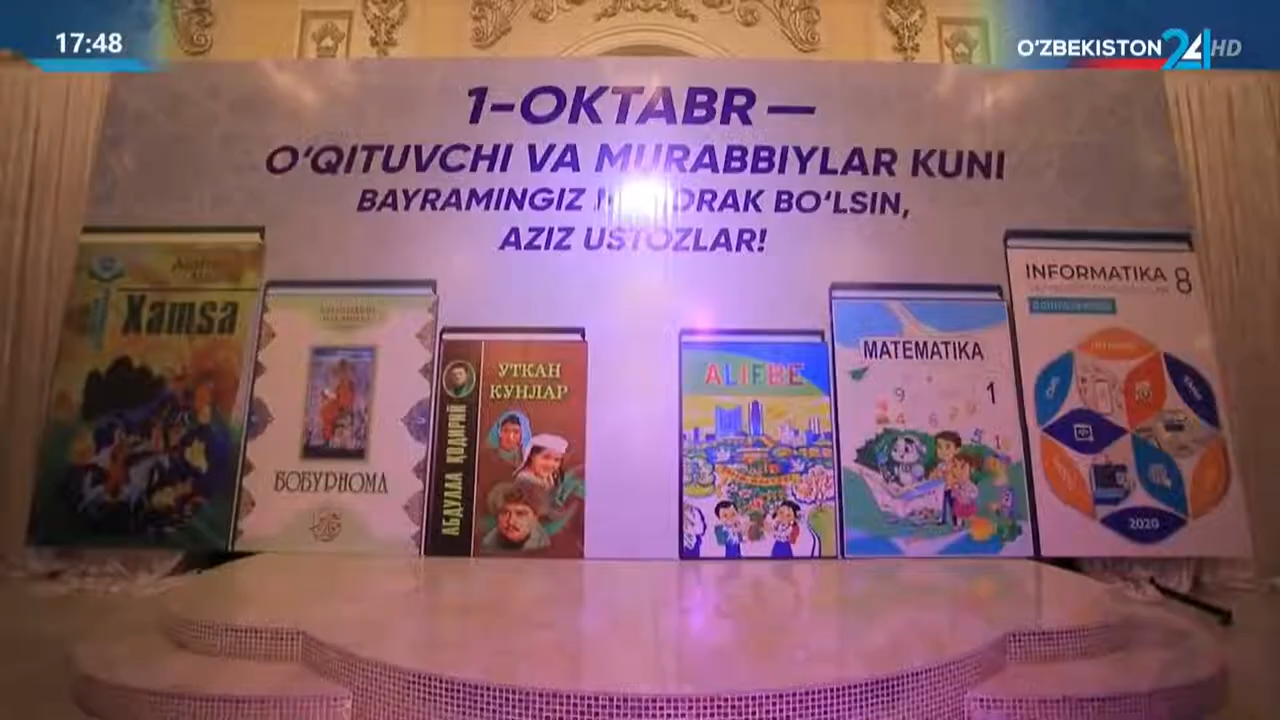 17:48
O‘ZBEKISTON 24 HD
1-OKTABR —
O‘QITUVCHI VA MURABBIYLAR KUNI
BAYRAMINGIZ BO‘LSIN,
AZIZ USTOZLAR!
Xamsa
БОБУРНОМА
АБДУЛЛА ҚОДИРИЙ
УТКАН
КУНЛАР
ALIFBE
MATEMATIKA
1
9
INFORMATIKA 8
2020